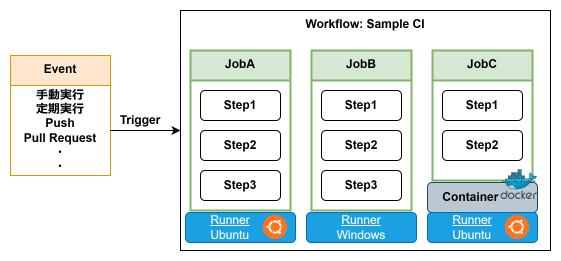 Workflow: Sample CI
Event
手動実行
定期実行
Push
Pull Request
・
・
Trigger
JobA
Step1
Step2
Step3
Runner
Ubuntu
JobB
Step1
Step2
Step3
Runner
Windows
JobC
Step1
Step2
Container
docker
Runner
Ubuntu